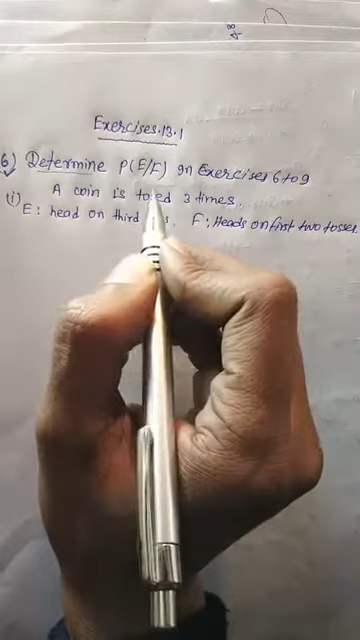 Exercises.13.1
6) Determine P(E/F) in Exercises 6 to 9
A coin is tossed 3 times.
(i) E: head on third F: Heads on first two tosses.